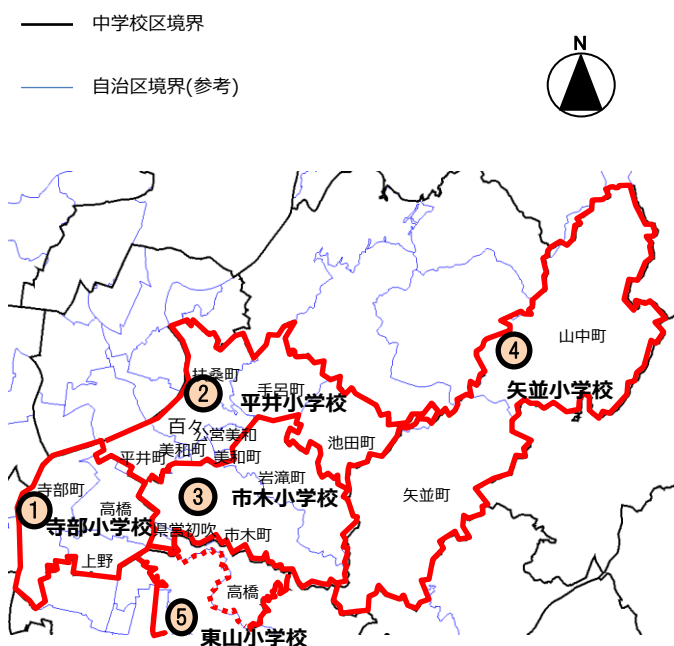 中学校区境界
N
自治区境界(参考)
山中町
④
矢並小学校
扶桑町
②
手呂町
平井小学校
百々
公営美和
池田町
美和町
美和町
平井町
岩滝町
矢並町
寺部町
③
市木小学校
①
高橋
寺部小学校
県営初吹
市木町
上野
高橋
⑤
東山小学校